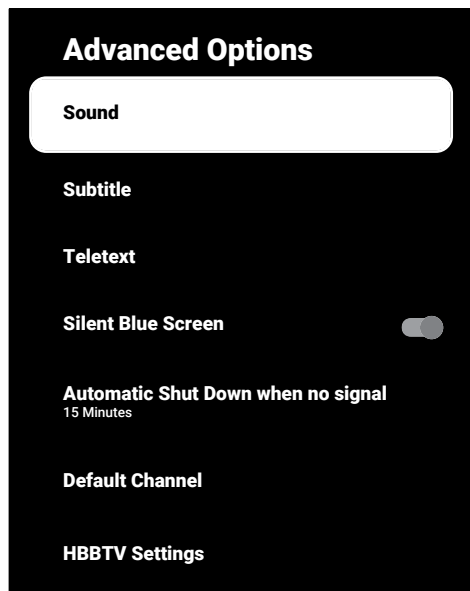 Advanced Options
Sound
Subtitle
Teletext
Silent Blue Screen
Automatic Shut Down when no signal
15 Minutes
Default Channel
HBBTV Settings